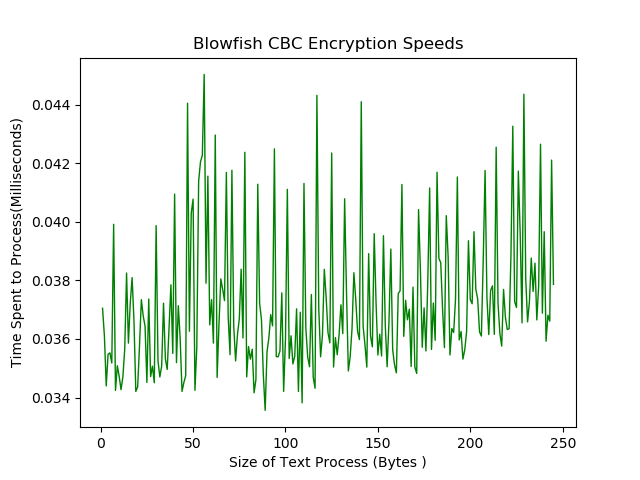 Blowfish CBC Encryption Speeds
Time Spent to Process(Milliseconds)
0.044
0.042
0.040
0.038
0.036
0.034
0 50 100 150 200 250
Size of Text Process (Bytes )